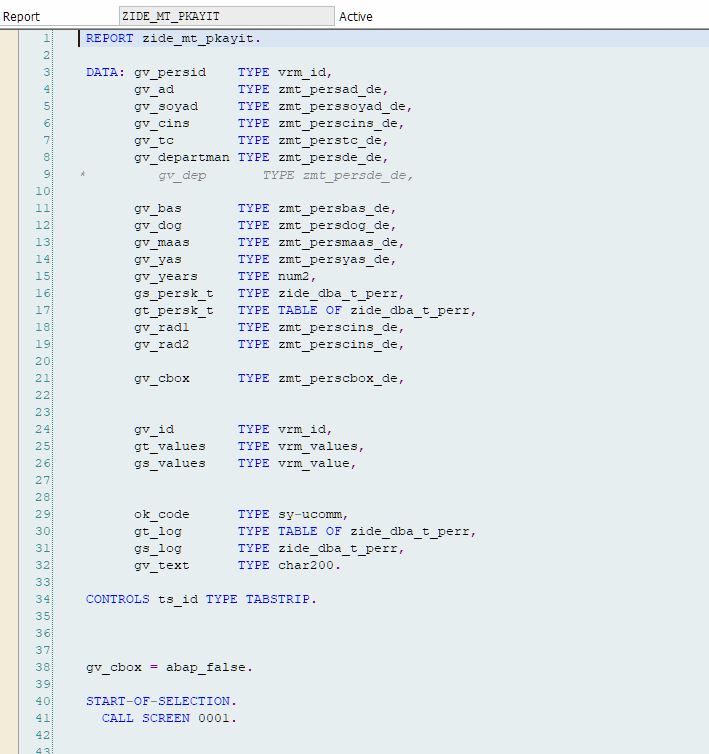 Report ZIDE_MT_PKAYIT Active
1 REPORT zide_mt_pkayit.
2
3 DATA: gv_persid TYPE vrm_id,
4 gv_ad TYPE zmt_persad_de,
5 gv_soyad TYPE zmt_perssoyad_de,
6 gv_cins TYPE zmt_perscins_de,
7 gv_tc TYPE zmt_perstc_de,
8 gv_departman TYPE zmt_persde_de,
9 * gv_dep TYPE zmt_persde_de,
10
11 gv_bas TYPE zmt_persbas_de,
12 gv_dog TYPE zmt_persdog_de,
13 gv_maas TYPE zmt_persmaas_de,
14 gv_yas TYPE zmt_persyas_de,
15 gv_years TYPE num2,
16 gs_persk_t TYPE zide_dba_t_perr,
17 gt_persk_t TYPE TABLE OF zide_dba_t_perr,
18 gv_rad1 TYPE zmt_perscins_de,
19 gv_rad2 TYPE zmt_perscins_de,
20
21 gv_cbox TYPE zmt_perscbox_de,
22
23
24 gv_id TYPE vrm_id,
25 gt_values TYPE vrm_values,
26 gs_values TYPE vrm_value,
27
28
29 ok_code TYPE sy-ucomm,
30 gt_log TYPE TABLE OF zide_dba_t_perr,
31 gs_log TYPE zide_dba_t_perr,
32 gv_text TYPE char200.
33
34 CONTROLS ts_id TYPE TABSTRIP.
35
36
37
38 gv_cbox = abap_false.
39
40 START-OF-SELECTION.
41 CALL SCREEN 0001.
42
43